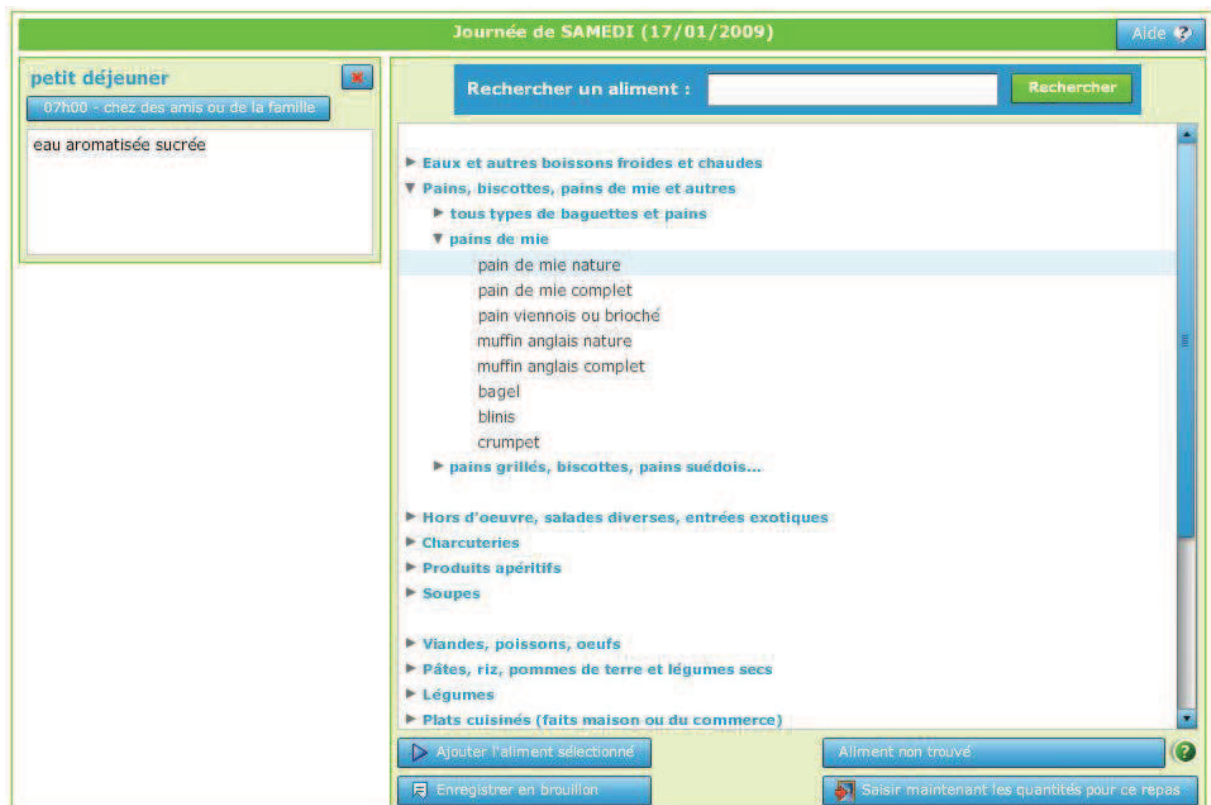 Journée de SAMEDI (17/01/2009)
Aide ?
petit déjeuner
07h00 - chez des amis ou de la famille
eau aromatisée sucrée
Rechercher un aliment :
Rechercher
Eaux et autres boissons froides et chaudes
Pains, biscottes, pains de mie et autres
tous types de baguettes et pains
pains de mie
pain de mie nature
pain de mie complet
pain viennois ou brioché
muffin anglais nature
muffin anglais complet
bagel
blinis
crumpet
pains grillés, biscottes, pains suédois...
Hors d'oeuvre, salades diverses, entrées exotiques
Charcuteries
Produits apéritifs
Soupes
Viandes, poissons, oeufs
Pâtes, riz, pommes de terre et légumes secs
Légumes
Plats cuisinés (faits maison ou du commerce)
Ajouter l'aliment sélectionné
Aliment non trouvé
?
Enregistrer en brouillon
Saisir maintenant les quantités pour ce repas